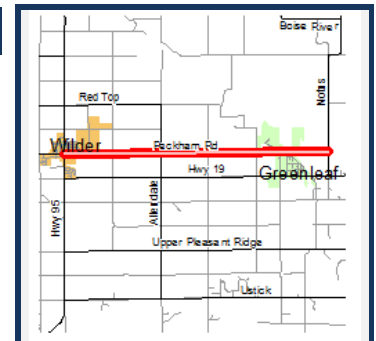 Boise River
Red Top
Notus
Wilder
Peckham Rd
Hwy 19
Greenleaf
Allendale
Hwy 95
Upper Pleasant Ridge
Ustick